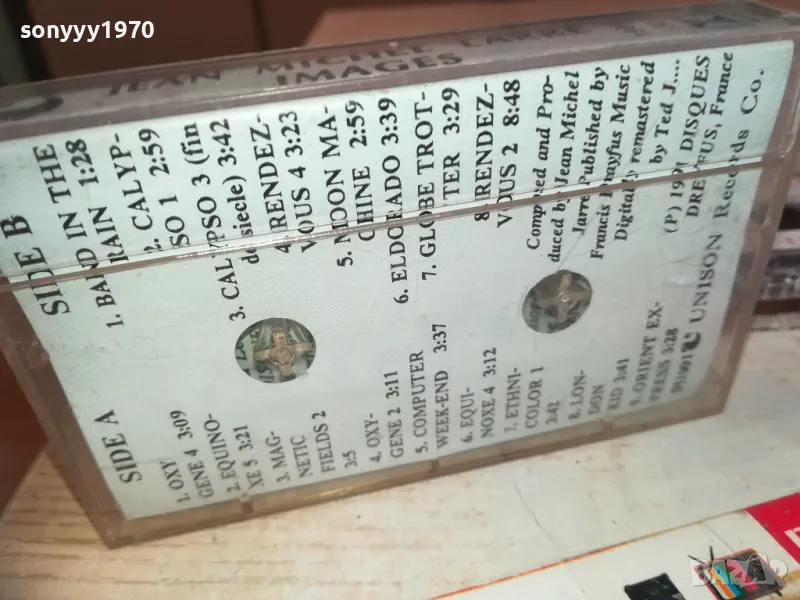 sonyyy1970
JEAN MICHEL JARRE
IMAGES
SIDE A
1. OXY
GENE 4 3:09
2. EQUINO-
XE 5 3:21
3. MAG-
NETIC
FIELDS 2
3:5
4. OXY-
GENE 2 3:11
5. COMPUTER
WEEK-END 3:37
6. EQUI-
NOXE 4 3:12
7. ETHNI-
COLOR 1
3:42
8. LON-
DON
KID 3:41
9. ORIENT EX-
PRESS 3:28
SIDE B
1. BAND IN THE
RAIN 1:28
2. CALYP-
SO 1 2:59
3. CALYPSO 3 (fin
de siecle) 3:42
4. RENDEZ-
VOUS 4 3:23
5. MOON MA-
CHINE 2:59
6. ELDORADO 3:39
7. GLOBE TROT-
TER 3:29
8. RENDEZ-
VOUS 2 8:48
Composed and Pro-
duced by Jean Michel
Jarre Published by
Francis Dreyfus Music
Digitally remastered
by Ted J....
(P) 1991 DISQUES
DREYFUS, France
UNISON Records Co.
BAZAR